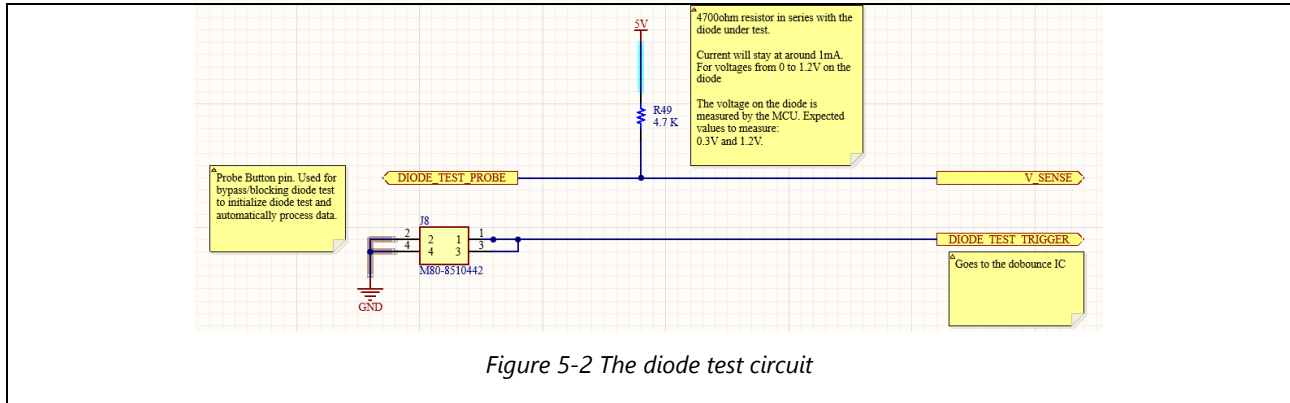 5V
4700ohm resistor in series with the
diode under test.
Current will stay at around 1mA.
For voltages from 0 to 1.2V on the
diode
The voltage on the diode is
measured by the MCU. Expected
values to measure:
0.3V and 1.2V.
R49
4.7 K
Probe Button pin. Used for
bypass/blocking diode test
to initialize diode test and
automatically process data.
DIODE_TEST_PROBE
V_SENSE
J8
2 2 1 1
4 4 3 3
M80-8510442
GND
DIODE_TEST_TRIGGER
Goes to the dobounce IC
Figure 5-2 The diode test circuit